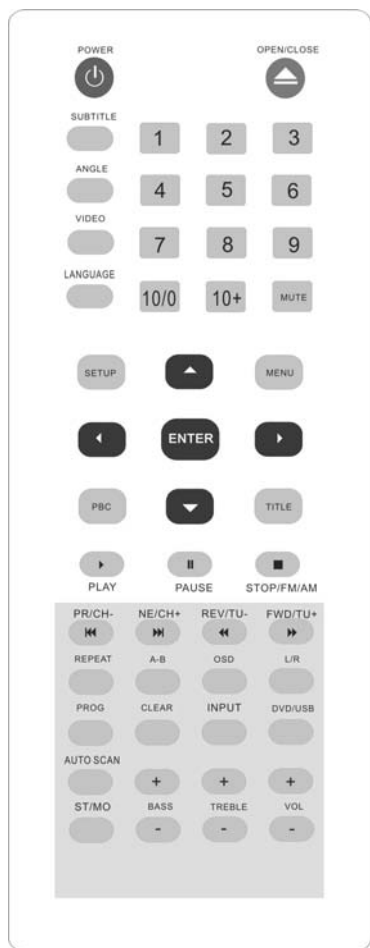 POWER OPEN/CLOSE
SUBTITLE
1 2 3
ANGLE
4 5 6
VIDEO
7 8 9
LANGUAGE
10/0 10+ MUTE
SETUP MENU
ENTER
PBC TITLE
PLAY PAUSE STOP/FM/AM
PR/CH- NE/CH+ REV/TU- FWD/TU+
REPEAT A-B OSD L/R
PROG CLEAR INPUT DVD/USB
AUTO SCAN
+ + +
ST/MO BASS TREBLE VOL
- - -